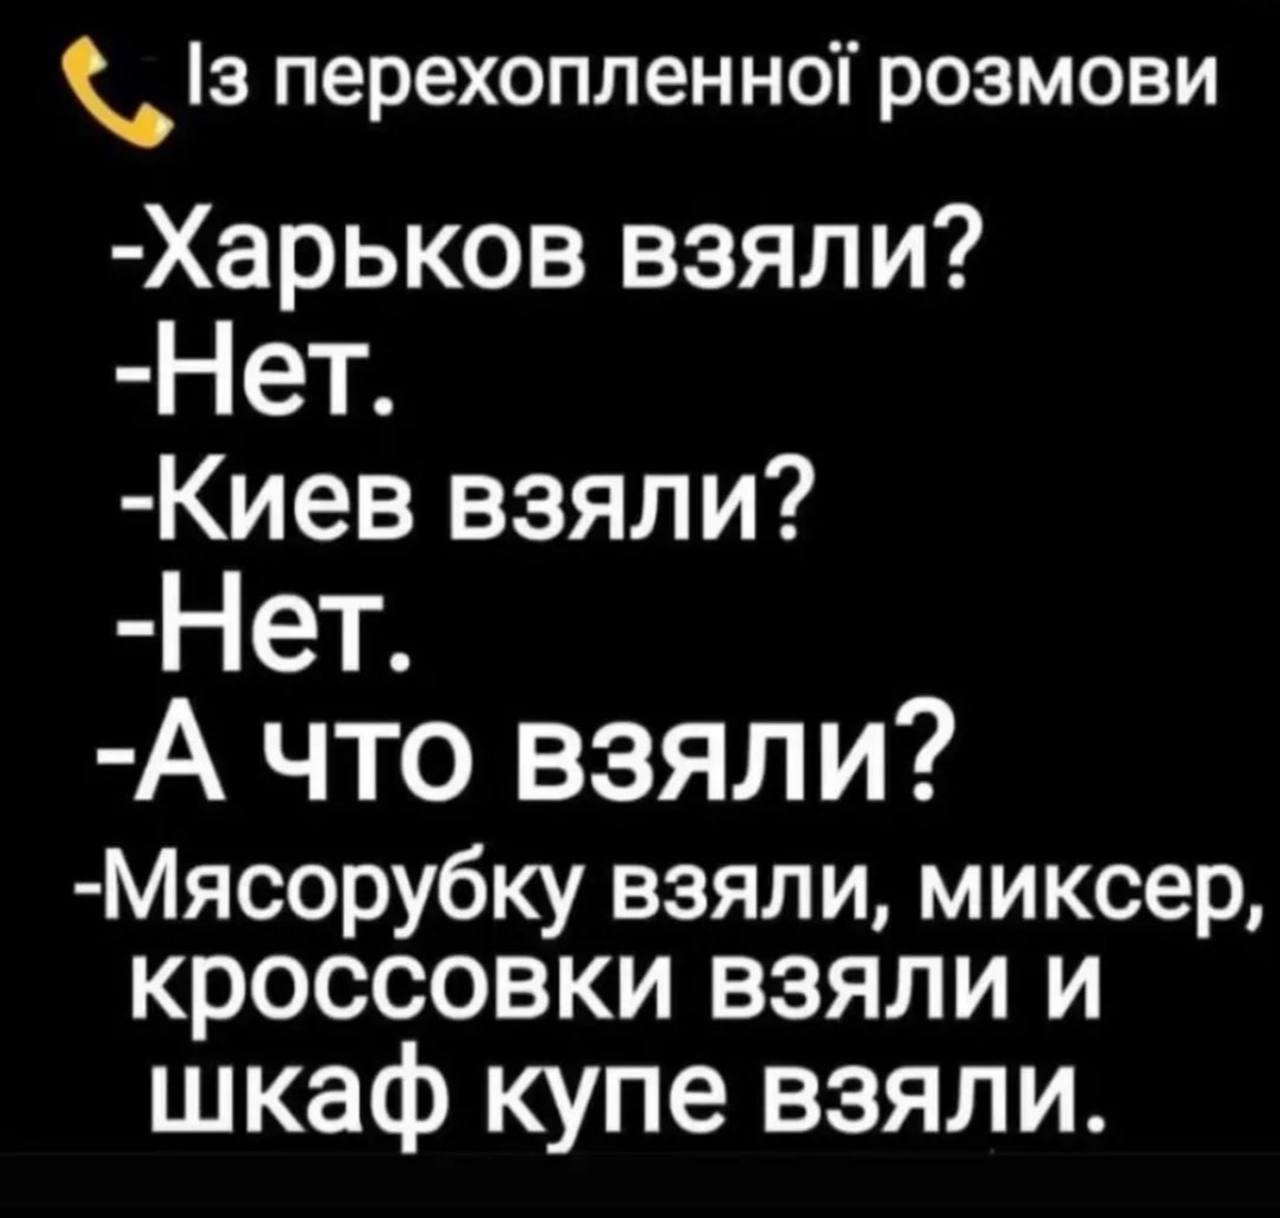 Із перехопленної розмови
-Харьков взяли?
-Нет.
-Киев взяли?
-Нет.
-А что взяли?
-Мясорубку взяли, миксер,
кроссовки взяли и
шкаф купе взяли.